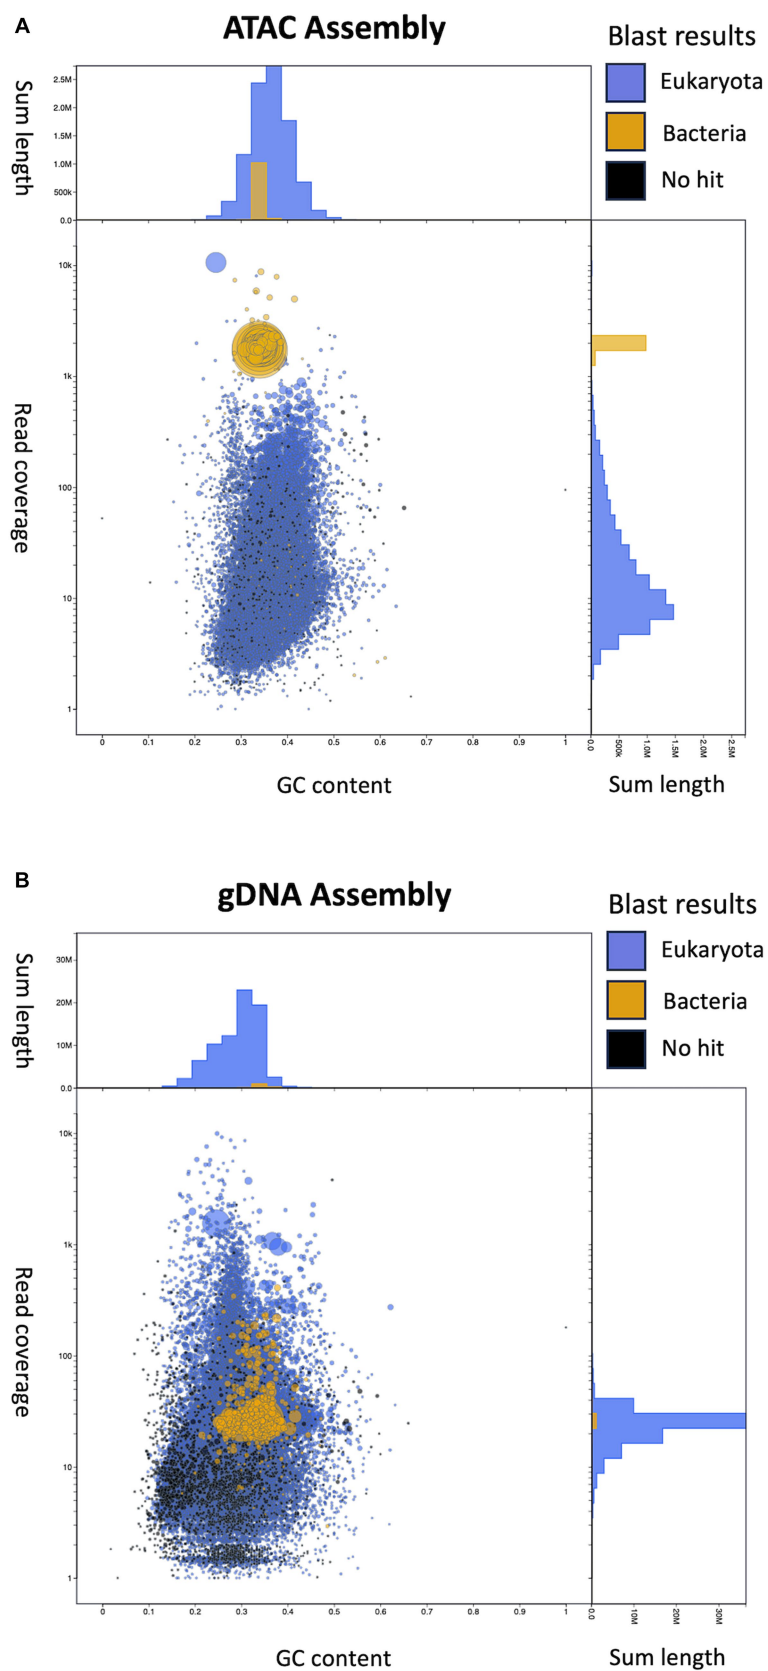 A
ATAC Assembly
Blast results
Eukaryota
Bacteria
No hit
Sum length
2.5M
2.0M
1.5M
1.0M
500k
0.0
Read coverage
10k
1k
100
10
1
0 0.1 0.2 0.3 0.4 0.5 0.6 0.7 0.8 0.9 1
0.0 500k 1.0M 1.5M 2.0M 2.5M
GC content
Sum length
B
gDNA Assembly
Blast results
Eukaryota
Bacteria
No hit
Sum length
30M
20M
10M
0.0
Read coverage
10k
1k
100
10
1
0 0.1 0.2 0.3 0.4 0.5 0.6 0.7 0.8 0.9 1
0.0 10M 20M 30M
GC content
Sum length